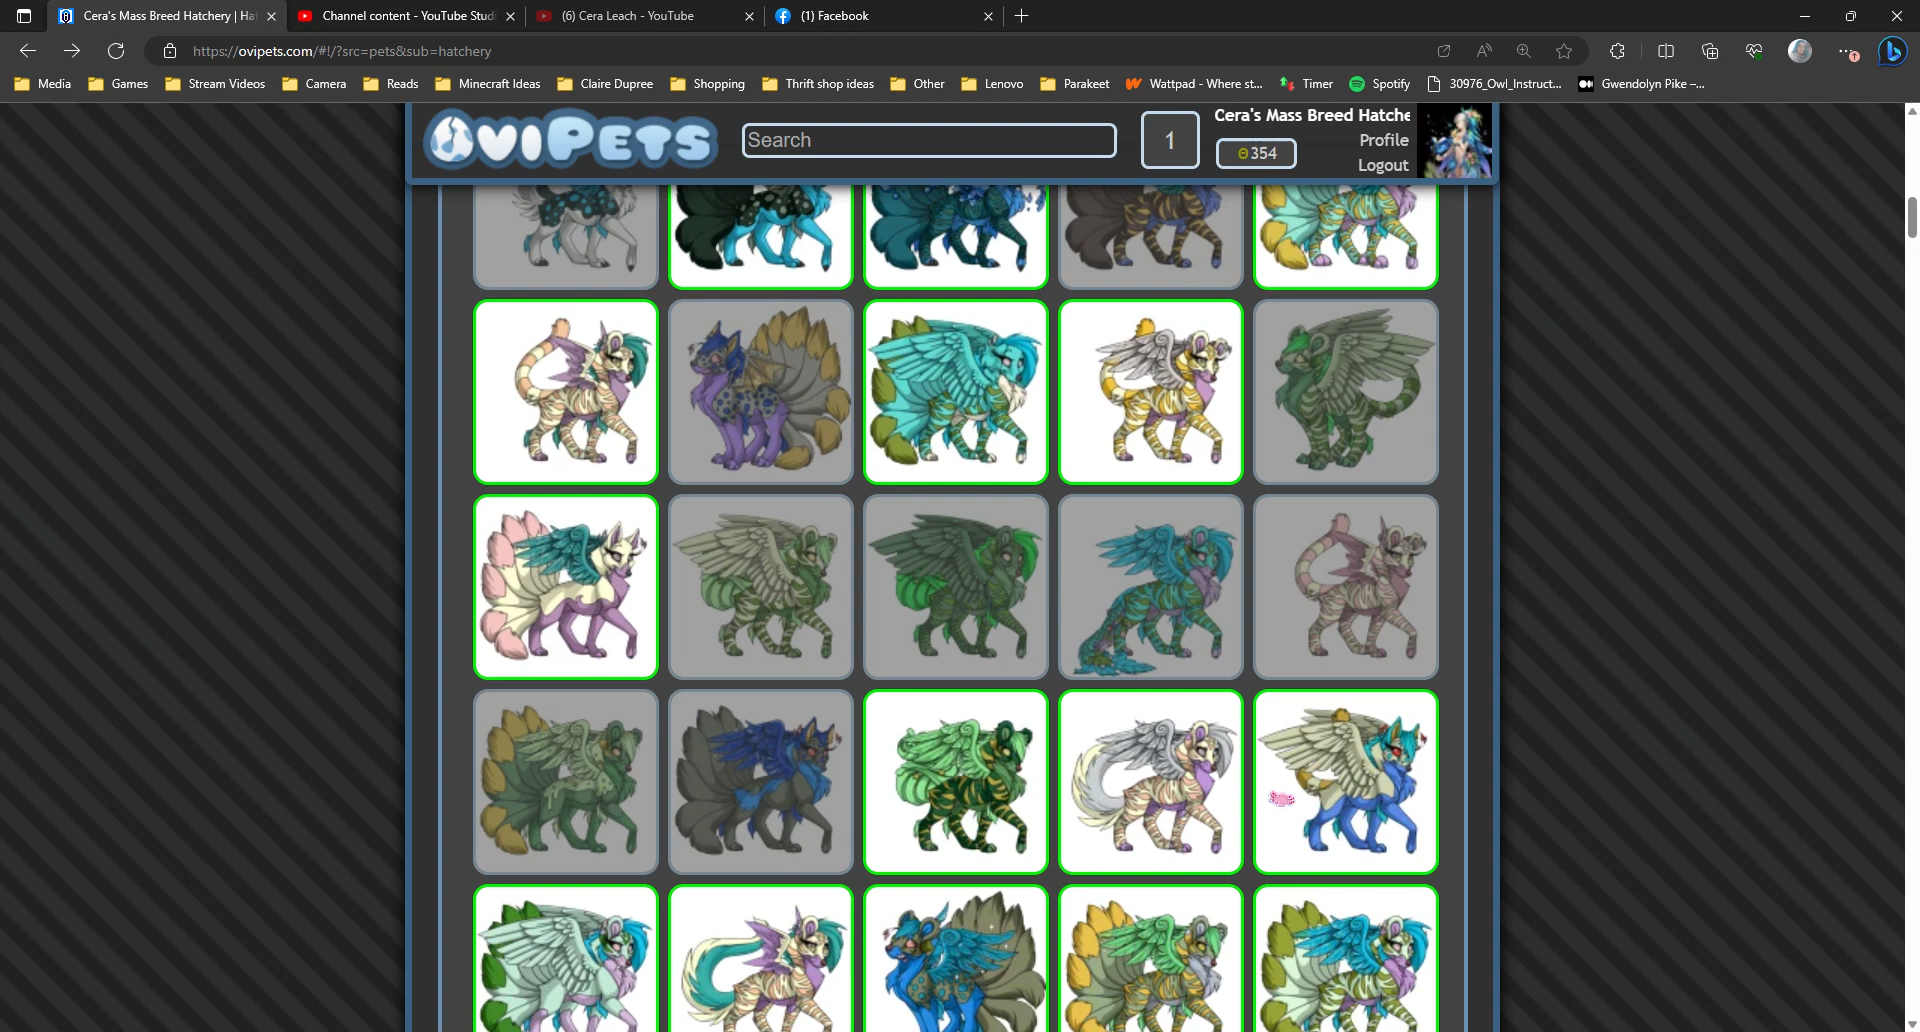 Cera's Mass Breed Hatchery | Hat
Channel content - YouTube Studi
(6) Cera Leach - YouTube
(1) Facebook
https://ovipets.com/#!/?src=pets&sub=hatchery
Media
Games
Stream Videos
Camera
Reads
Minecraft Ideas
Claire Dupree
Shopping
Thrift shop ideas
Other
Lenovo
Parakeet
Wattpad - Where st...
Timer
Spotify
30976_Owl_Instruct...
Gwendolyn Pike –...
OviPets
Search
1
Cera's Mass Breed Hatche
354
Profile
Logout